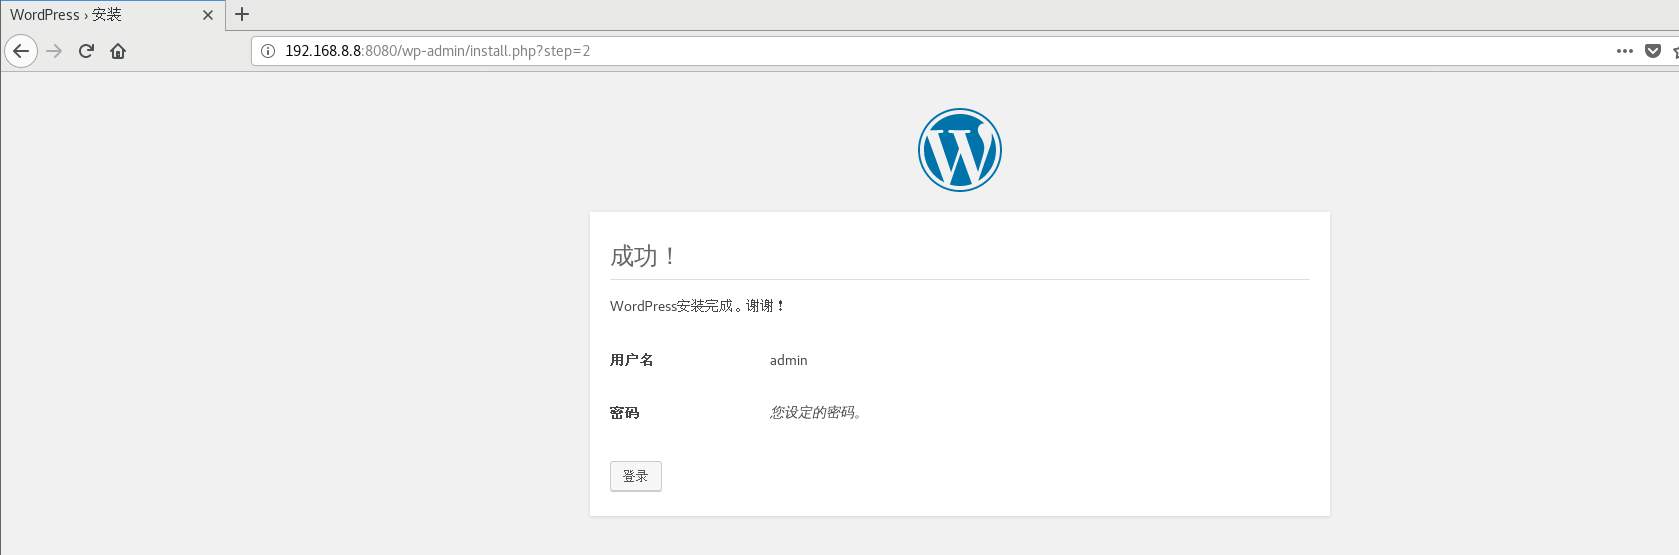 WordPress › 安装
192.168.8.8:8080/wp-admin/install.php?step=2
成功！
WordPress安装完成。谢谢！
用户名 admin
密码 您设定的密码。
登录